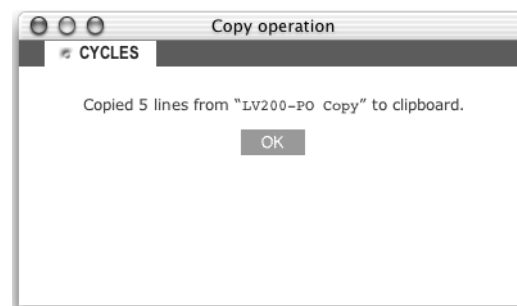 Copy operation
CYCLES
Copied 5 lines from “LV200-PO Copy” to clipboard.
OK